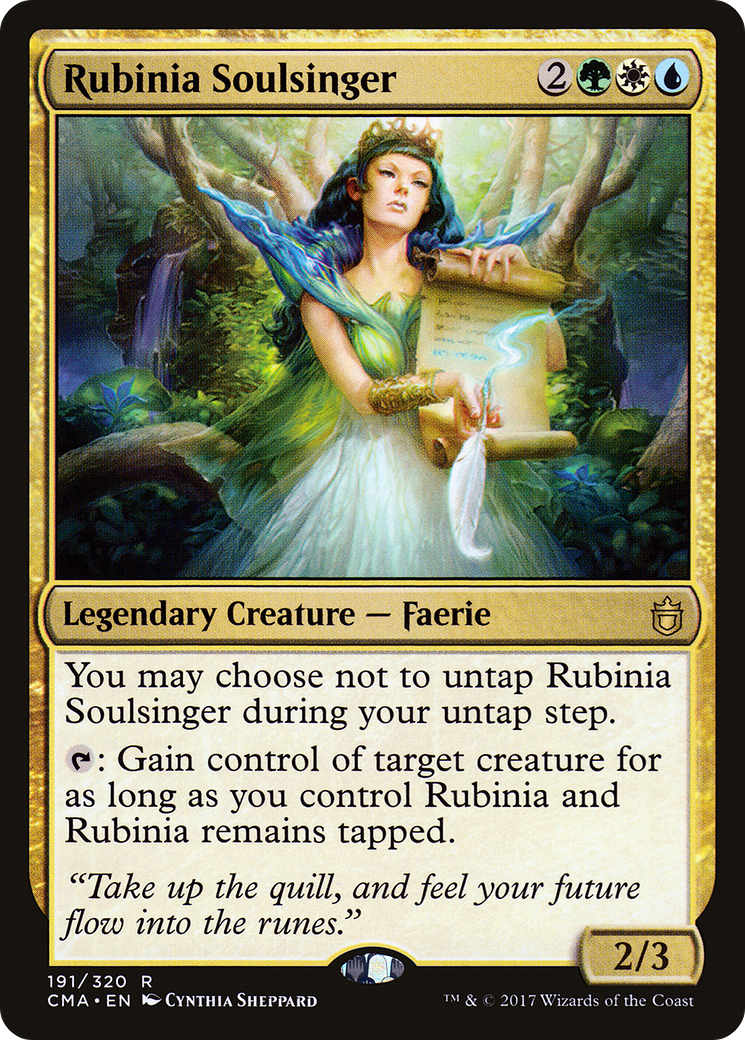 Rubinia Soulsinger 2
Legendary Creature — Faerie
You may choose not to untap Rubinia
Soulsinger during your untap step.
: Gain control of target creature for
as long as you control Rubinia and
Rubinia remains tapped.
“Take up the quill, and feel your future
flow into the runes.”
2/3
191/320 R
CMA • EN Cynthia Sheppard
™ & © 2017 Wizards of the Coast